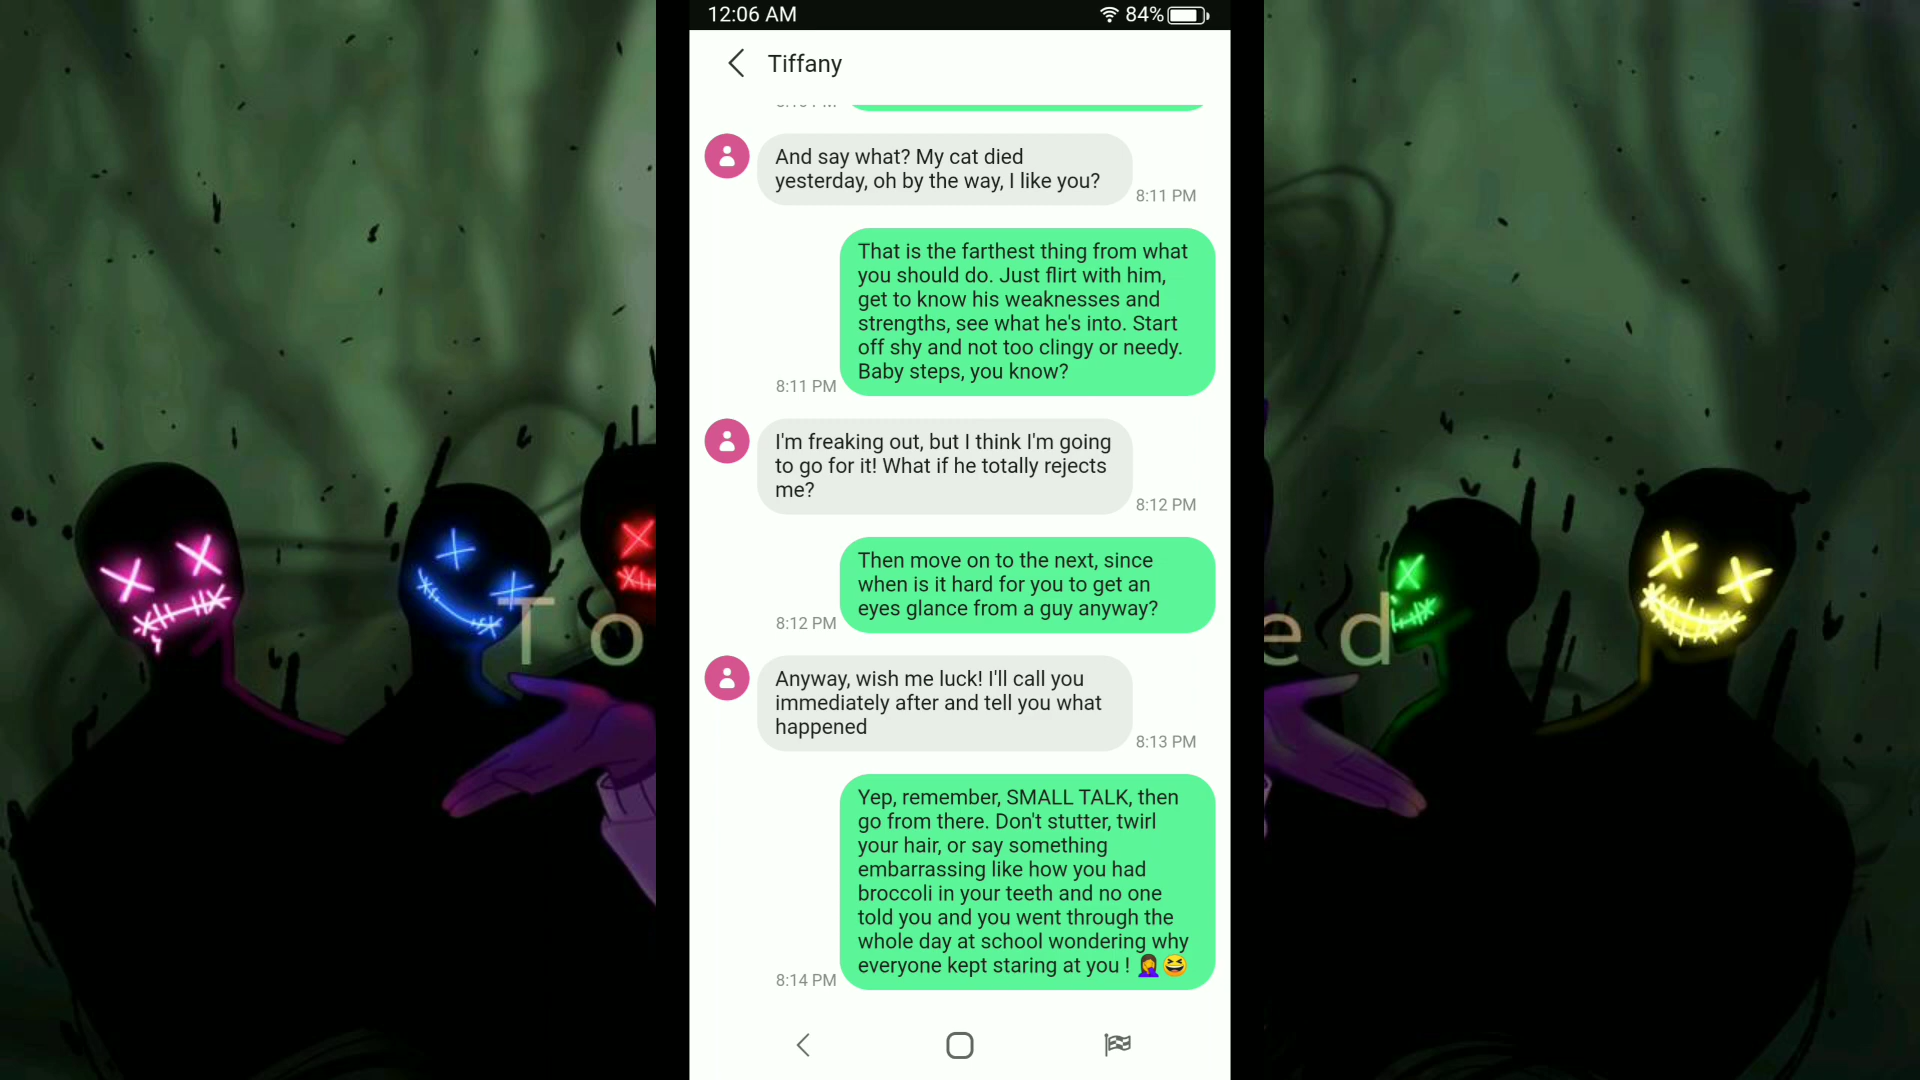 12:06 AM
84%
Tiffany
And say what? My cat died
yesterday, oh by the way, I like you?
8:11 PM
That is the farthest thing from what
you should do. Just flirt with him,
get to know his weaknesses and
strengths, see what he's into. Start
off shy and not too clingy or needy.
Baby steps, you know?
8:11 PM
I'm freaking out, but I think I'm going
to go for it! What if he totally rejects
me?
8:12 PM
Then move on to the next, since
when is it hard for you to get an
eyes glance from a guy anyway?
8:12 PM
Anyway, wish me luck! I'll call you
immediately after and tell you what
happened
8:13 PM
Yep, remember, SMALL TALK, then
go from there. Don't stutter, twirl
your hair, or say something
embarrassing like how you had
broccoli in your teeth and no one
told you and you went through the
whole day at school wondering why
everyone kept staring at you ! 🤦‍♀️😆
8:14 PM
To
ed